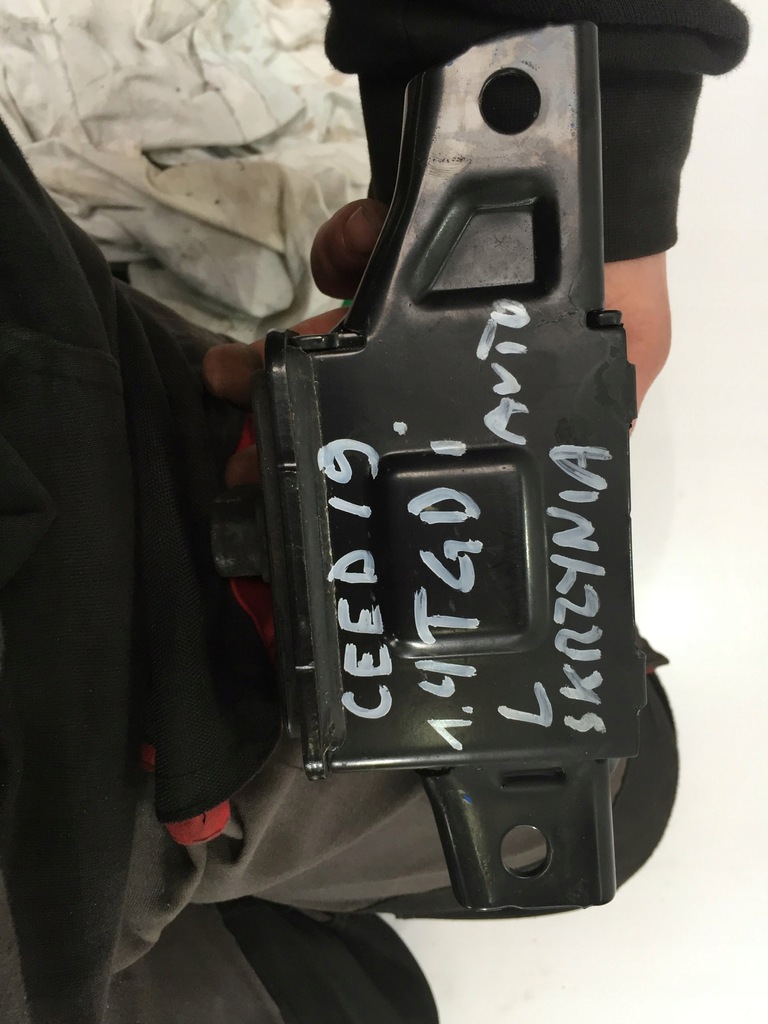 CEED 19.
1.4 TGDI
L AUTO
SKRZYNIA